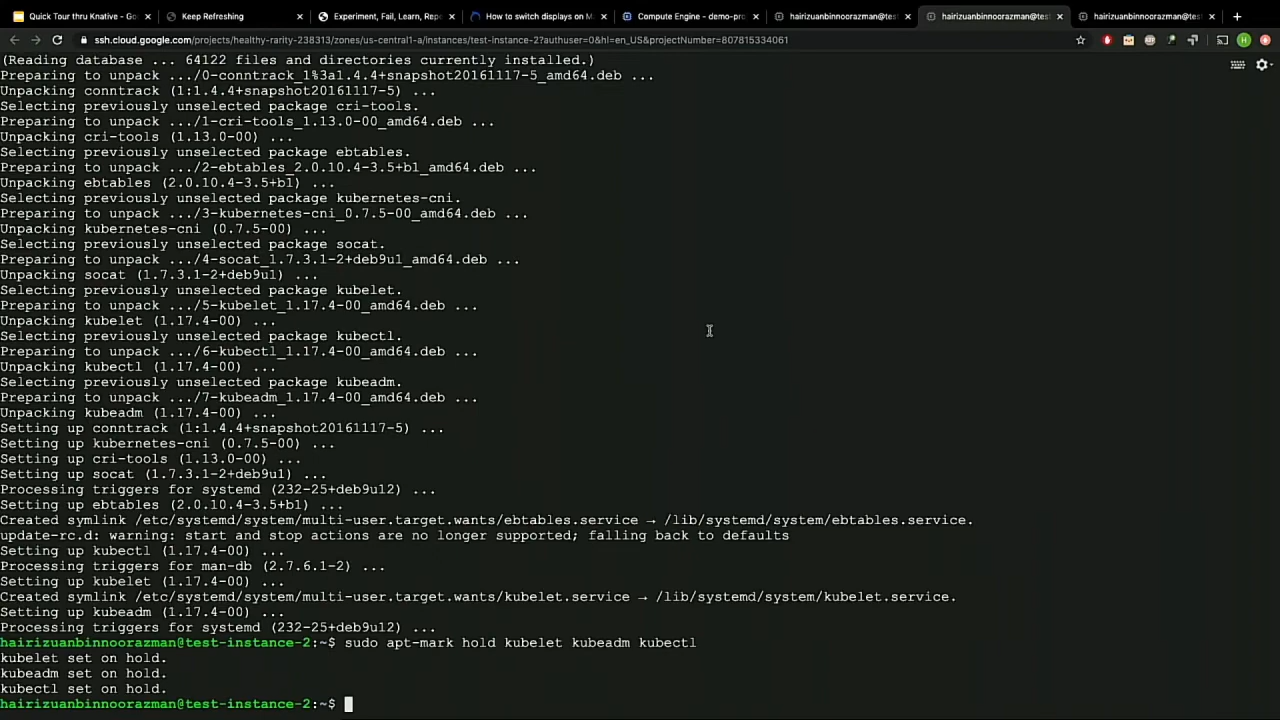 Quick Tour thru Knative - Go
Keep Refreshing
Experiment, Fail, Learn, Rep
How to switch displays on M
Compute Engine - demo-pro
hairizuanbinnoorazman@test
hairizuanbinnoorazman@test
hairizuanbinnoorazman@test
ssh.cloud.google.com/projects/healthy-rarity-238313/zones/us-central1-a/instances/test-instance-2?authuser=0&hl=en_US&projectNumber=807815334061
(Reading database ... 64122 files and directories currently installed.)
Preparing to unpack .../0-conntrack_1%3a1.4.4+snapshot20161117-5_amd64.deb ...
Unpacking conntrack (1:1.4.4+snapshot20161117-5) ...
Selecting previously unselected package cri-tools.
Preparing to unpack .../1-cri-tools_1.13.0-00_amd64.deb ...
Unpacking cri-tools (1.13.0-00) ...
Selecting previously unselected package ebtables.
Preparing to unpack .../2-ebtables_2.0.10.4-3.5+b1_amd64.deb ...
Unpacking ebtables (2.0.10.4-3.5+b1) ...
Selecting previously unselected package kubernetes-cni.
Preparing to unpack .../3-kubernetes-cni_0.7.5-00_amd64.deb ...
Unpacking kubernetes-cni (0.7.5-00) ...
Selecting previously unselected package socat.
Preparing to unpack .../4-socat_1.7.3.1-2+deb9u1_amd64.deb ...
Unpacking socat (1.7.3.1-2+deb9u1) ...
Selecting previously unselected package kubelet.
Preparing to unpack .../5-kubelet_1.17.4-00_amd64.deb ...
Unpacking kubelet (1.17.4-00) ...
Selecting previously unselected package kubectl.
Preparing to unpack .../6-kubectl_1.17.4-00_amd64.deb ...
Unpacking kubectl (1.17.4-00) ...
Selecting previously unselected package kubeadm.
Preparing to unpack .../7-kubeadm_1.17.4-00_amd64.deb ...
Unpacking kubeadm (1.17.4-00) ...
Setting up conntrack (1:1.4.4+snapshot20161117-5) ...
Setting up kubernetes-cni (0.7.5-00) ...
Setting up cri-tools (1.13.0-00) ...
Setting up socat (1.7.3.1-2+deb9u1) ...
Processing triggers for systemd (232-25+deb9u12) ...
Setting up ebtables (2.0.10.4-3.5+b1) ...
Created symlink /etc/systemd/system/multi-user.target.wants/ebtables.service → /lib/systemd/system/ebtables.service.
update-rc.d: warning: start and stop actions are no longer supported; falling back to defaults
Setting up kubectl (1.17.4-00) ...
Processing triggers for man-db (2.7.6.1-2) ...
Setting up kubelet (1.17.4-00) ...
Created symlink /etc/systemd/system/multi-user.target.wants/kubelet.service → /lib/systemd/system/kubelet.service.
Setting up kubeadm (1.17.4-00) ...
Processing triggers for systemd (232-25+deb9u12) ...
hairizuanbinnoorazman@test-instance-2:~$ sudo apt-mark hold kubelet kubeadm kubectl
kubelet set on hold.
kubeadm set on hold.
kubectl set on hold.
hairizuanbinnoorazman@test-instance-2:~$